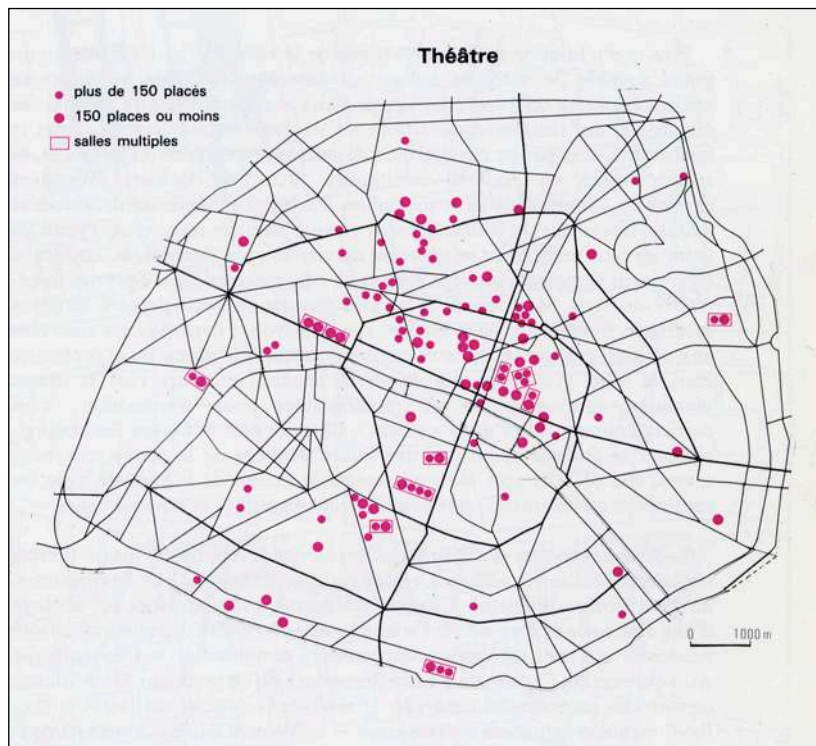 Théâtre
plus de 150 places
150 places ou moins
salles multiples
0 1000 m